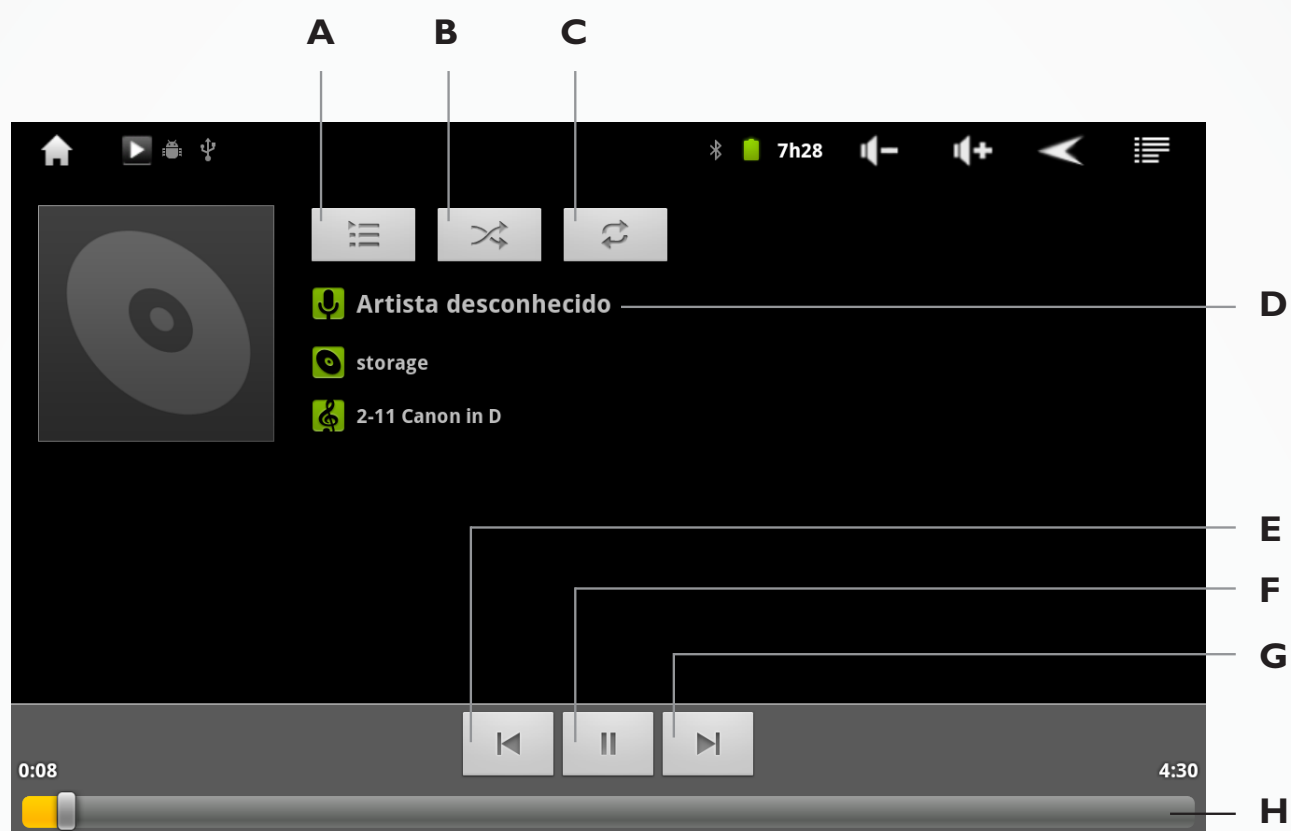 A B C
7h28
Artista desconhecido D
storage
2-11 Canon in D
E
F
G
0:08 4:30
H